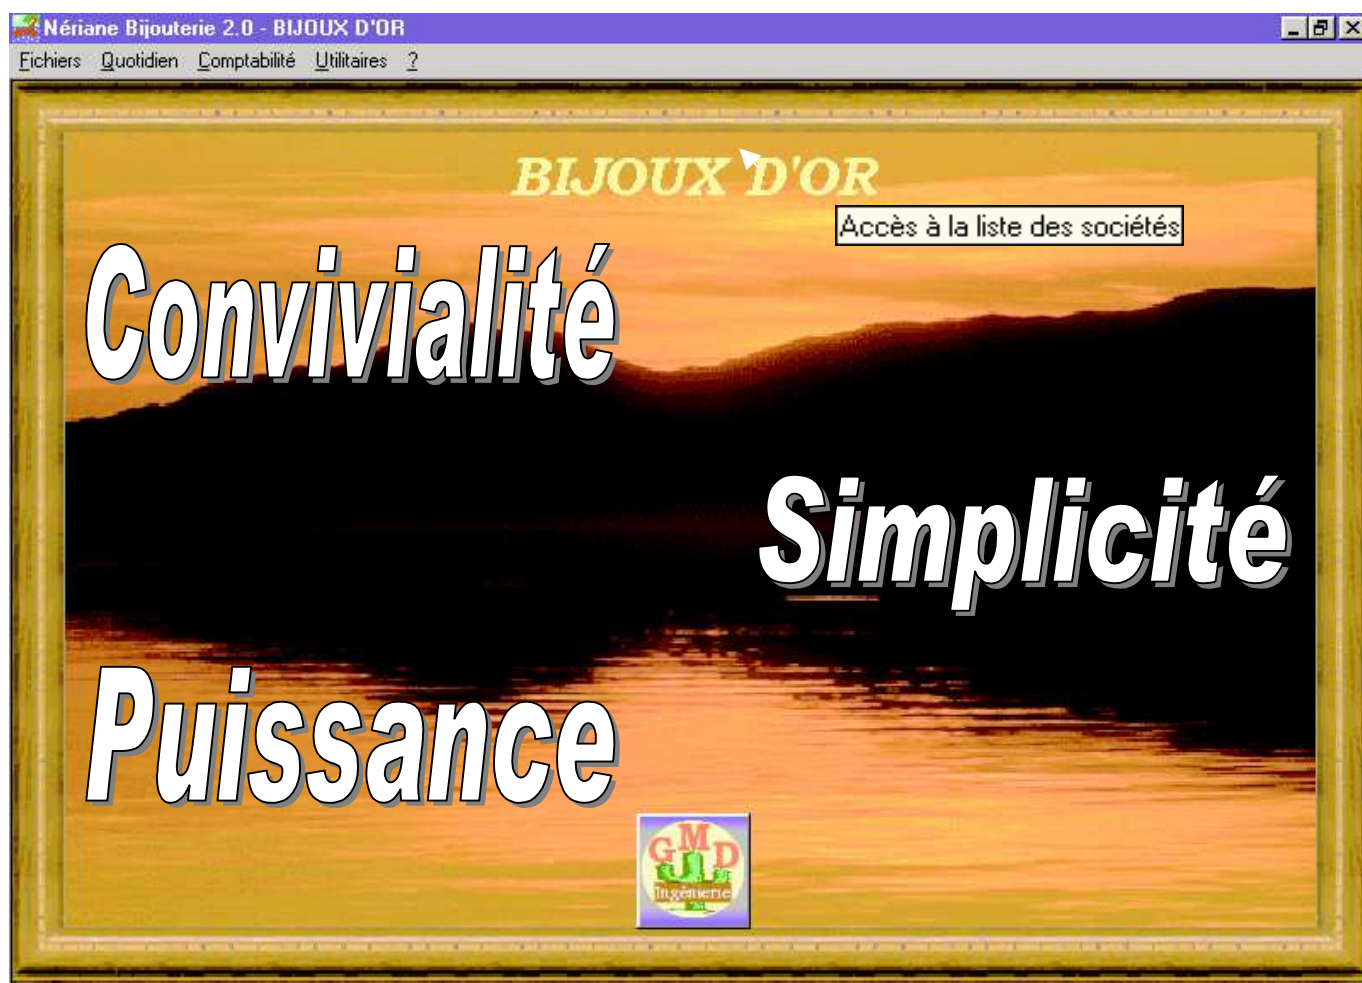 Nériane Bijouterie 2.0 - BIJOUX D'OR
Fichiers Quotidien Comptabilité Utilitaires ?
BIJOUX D'OR
Accès à la liste des sociétés
Convivialité
Simplicité
Puissance
GMD
Ingénierie